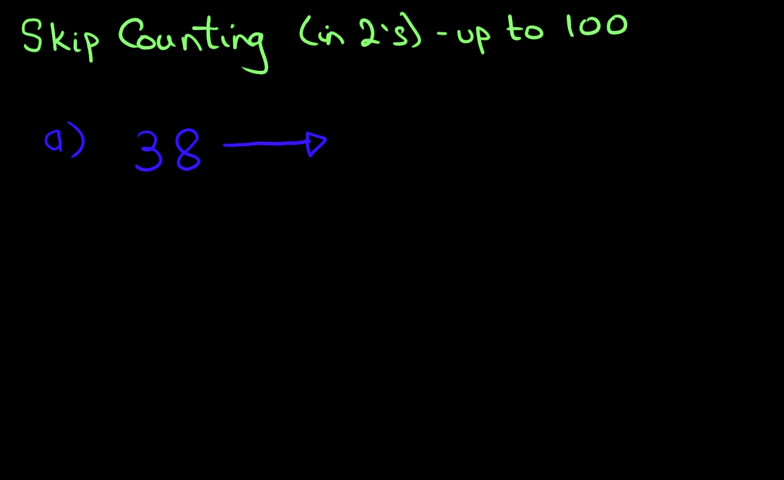 Skip Counting (in 2's) - up to 100
a) 38 →